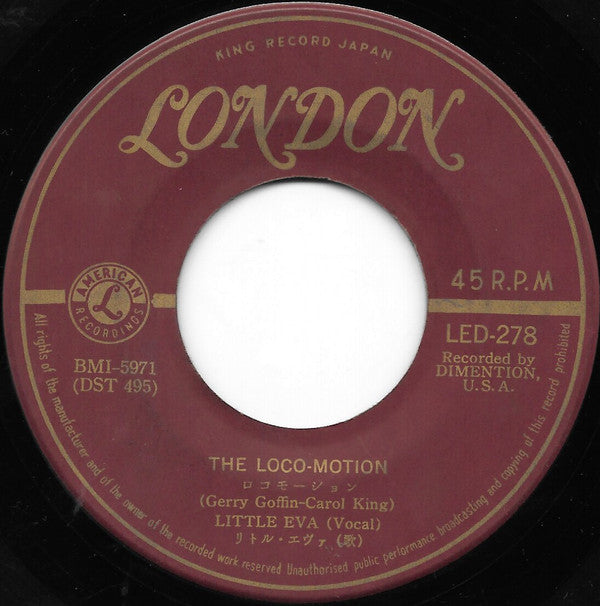 KING RECORD JAPAN
LONDON
AMERICAN
L
RECORDINGS
BMI-5971
(DST 495)
45 R.P.M
LED-278
Recorded by
DIMENTION,
U.S.A.
THE LOCO-MOTION
ロコモーション
(Gerry Goffin-Carol King)
LITTLE EVA (Vocal)
リトル・エヴァ (歌)
All rights of the manufacturer and of the owner of the recorded work reserved Unauthorised public performance broadcasting and copying of this record prohibited